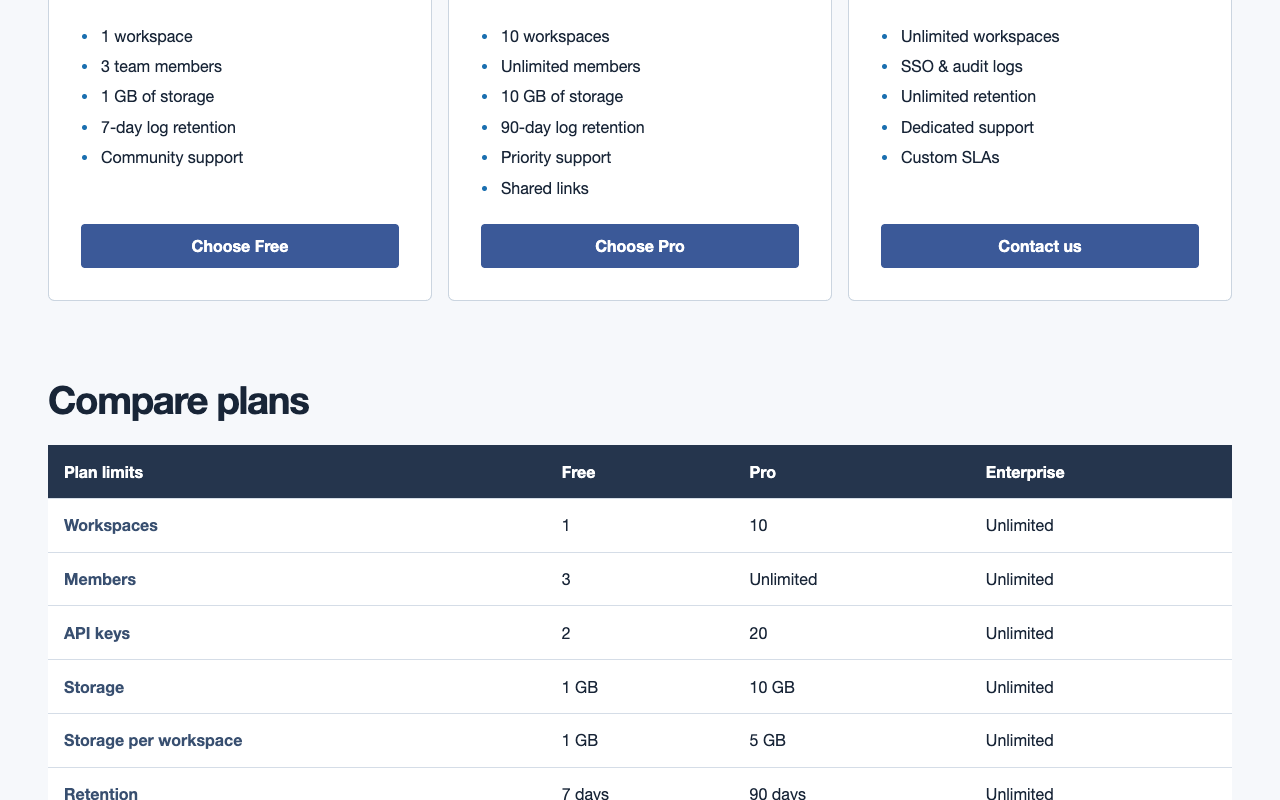 1 workspace
3 team members
1 GB of storage
7-day log retention
Community support
Choose Free
10 workspaces
Unlimited members
10 GB of storage
90-day log retention
Priority support
Shared links
Choose Pro
Unlimited workspaces
SSO & audit logs
Unlimited retention
Dedicated support
Custom SLAs
Contact us
Compare plans
Plan limits Free Pro Enterprise
Workspaces 1 10 Unlimited
Members 3 Unlimited Unlimited
API keys 2 20 Unlimited
Storage 1 GB 10 GB Unlimited
Storage per workspace 1 GB 5 GB Unlimited
Retention 7 days 90 days Unlimited